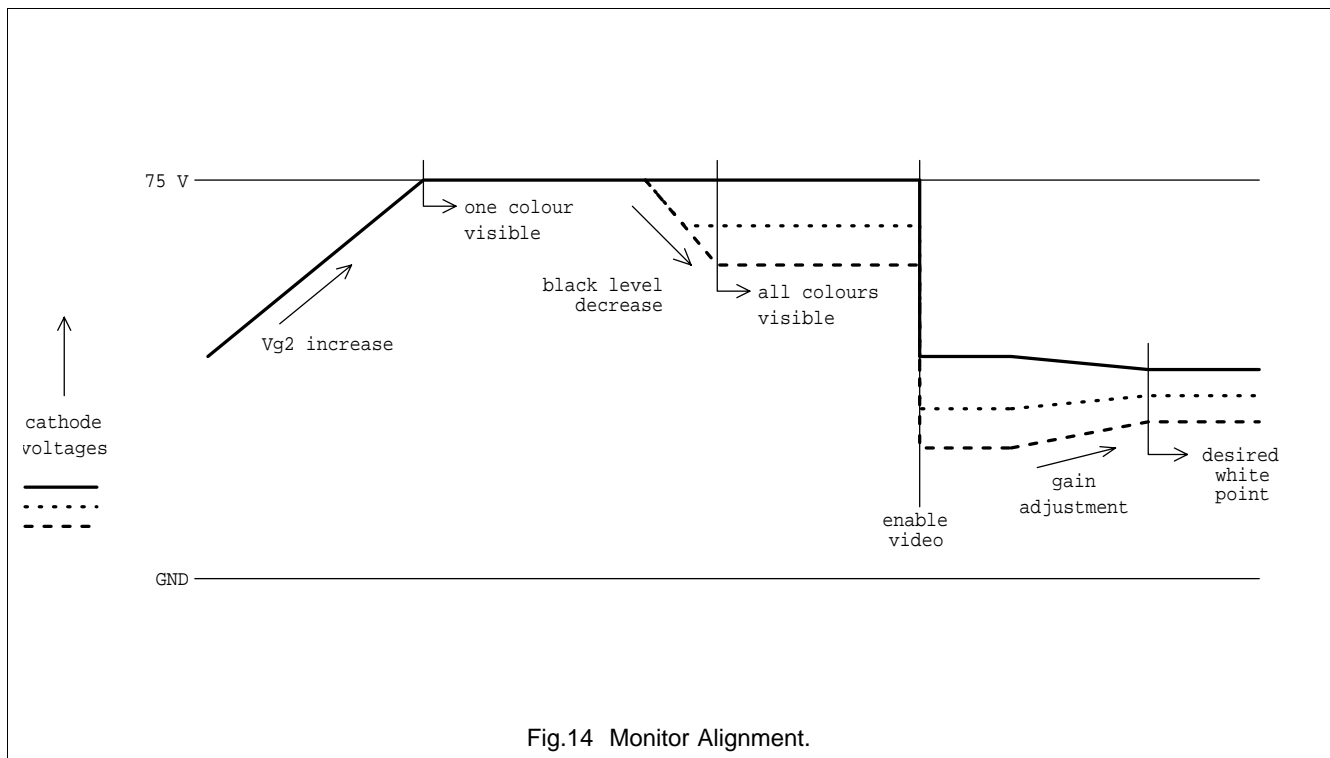 75 V
one colour
visible
black level
decrease
all colours
visible
Vg2 increase
cathode
voltages
desired
white
point
gain
adjustment
enable
video
GND
Fig.14 Monitor Alignment.